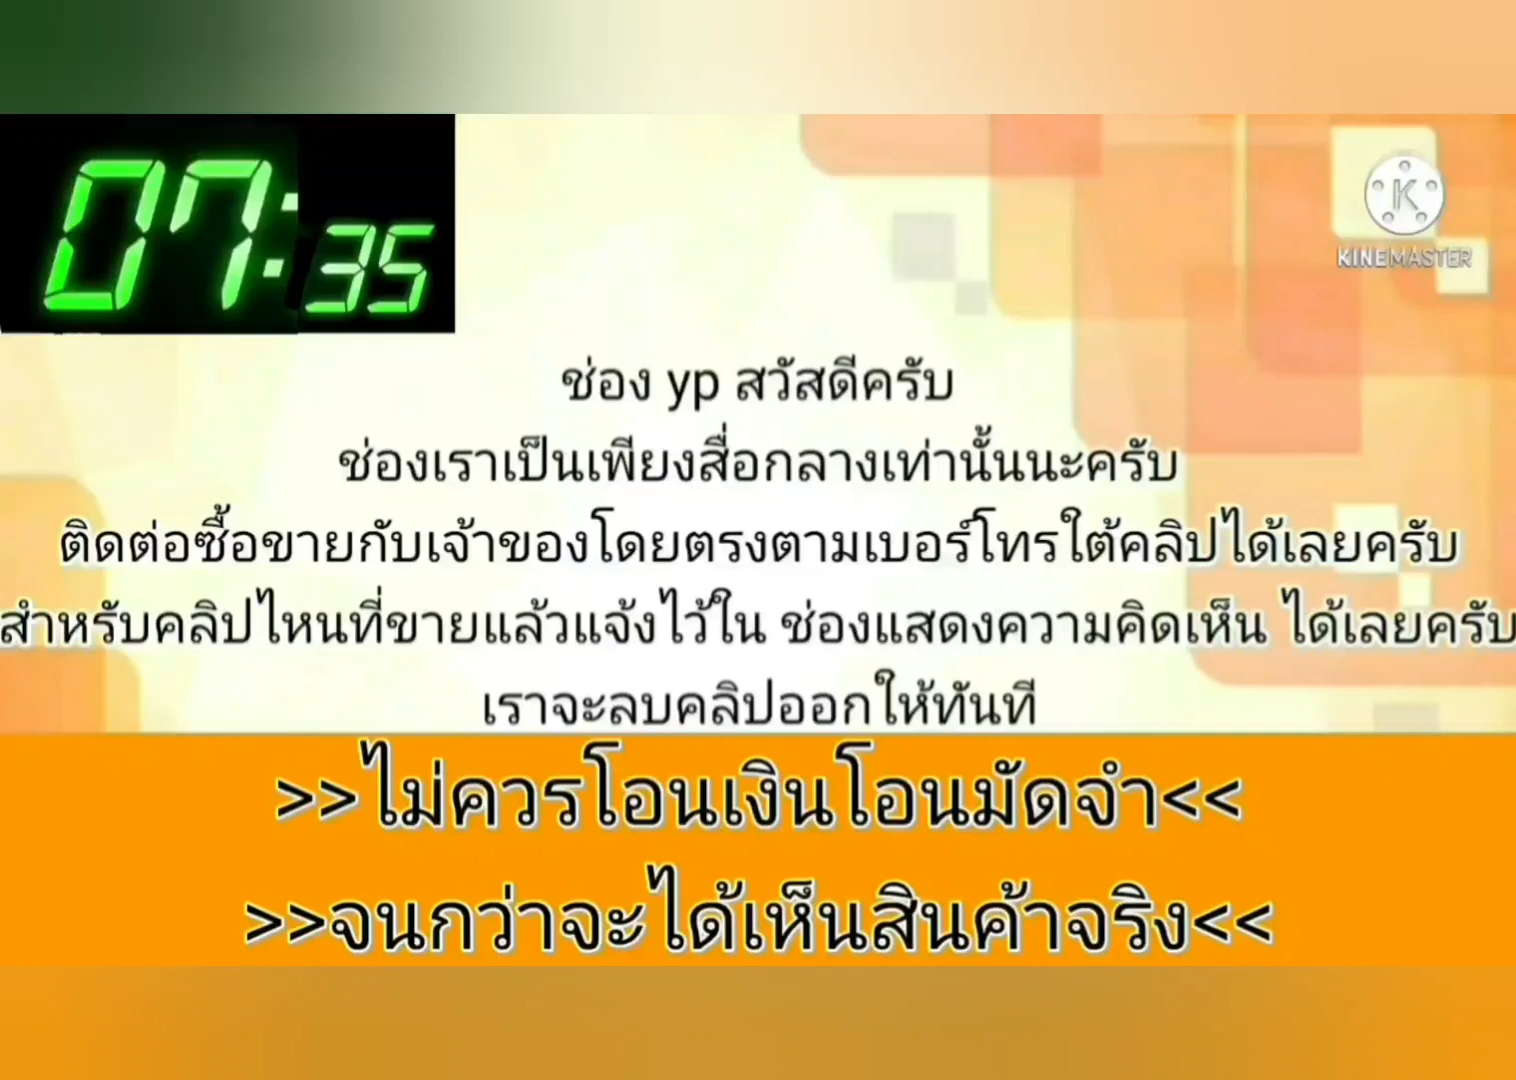 07:35
KINEMASTER
ช่อง yp สวัสดีครับ
ช่องเราเป็นเพียงสื่อกลางเท่านั้นนะครับ
ติดต่อซื้อขายกับเจ้าของโดยตรงตามเบอร์โทรใต้คลิปได้เลยครับ
สำหรับคลิปไหนที่ขายแล้วแจ้งไว้ใน ช่องแสดงความคิดเห็น ได้เลยครับ
เราจะลบคลิปออกให้ทันที
>>ไม่ควรโอนเงินโอนมัดจำ<<
>>จนกว่าจะได้เห็นสินค้าจริง<<